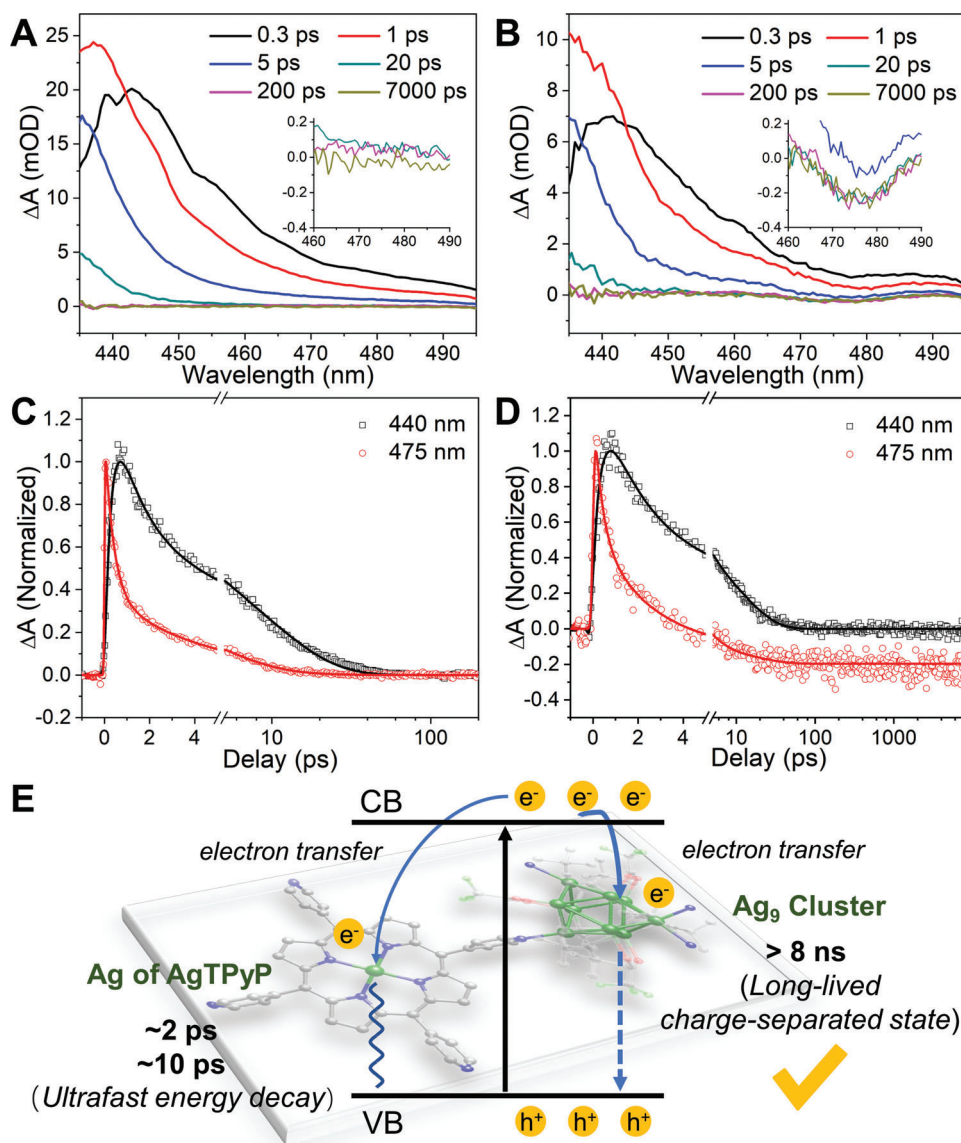 A
0.3 ps 1 ps
5 ps 20 ps
200 ps 7000 ps
ΔA (mOD)
25
20
15
10
5
0
0.2
0.0
-0.2
-0.4
460 470 480 490
440 450 460 470 480 490
Wavelength (nm)
B
0.3 ps 1 ps
5 ps 20 ps
200 ps 7000 ps
ΔA (mOD)
10
8
6
4
2
0
0.2
0.0
-0.2
-0.4
460 470 480 490
440 450 460 470 480 490
Wavelength (nm)
C
440 nm
475 nm
ΔA (Normalized)
1.2
1.0
0.8
0.6
0.4
0.2
0.0
-0.2
0 2 4 10 100
Delay (ps)
D
440 nm
475 nm
ΔA (Normalized)
1.2
1.0
0.8
0.6
0.4
0.2
0.0
-0.2
-0.4
0 2 4 10 100 1000
Delay (ps)
E
CB
e⁻ e⁻ e⁻
electron transfer
electron transfer
e⁻
e⁻
Ag of AgTPyP
~2 ps
~10 ps
(Ultrafast energy decay)
Ag₉ Cluster
> 8 ns
(Long-lived
charge-separated state)
VB
h⁺ h⁺ h⁺